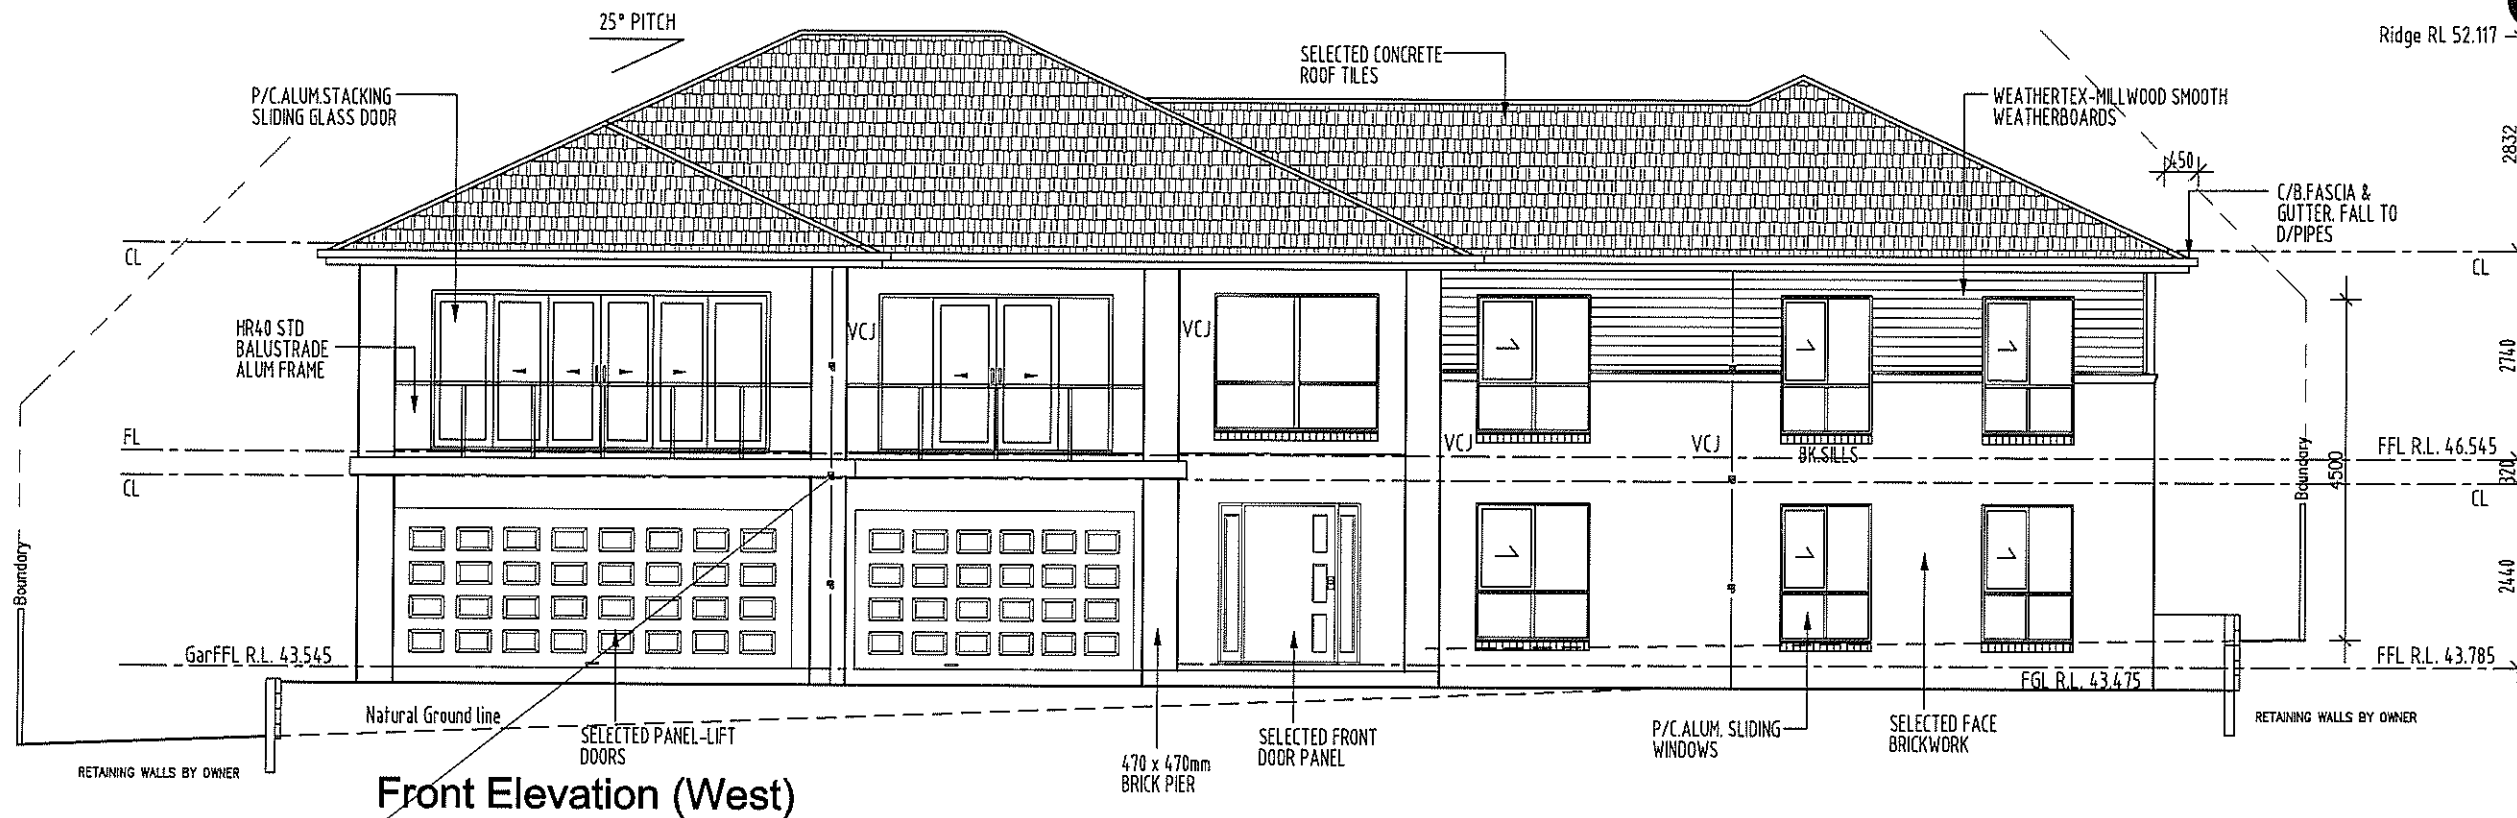 25° PITCH
Ridge RL 52.117
SELECTED CONCRETE
ROOF TILES
P/C.ALUM.STACKING
SLIDING GLASS DOOR
WEATHERTEX-MILLWOOD SMOOTH
WEATHERBOARDS
2832
450
C/B.FASCIA &
GUTTER. FALL TO
D/PIPES
CL
CL
HR40 STD
BALUSTRADE
ALUM FRAME
VCJ
VCJ
2740
FL
VCJ
VCJ
BK.SILLS
FFL R.L. 46.545
CL
320
CL
Boundary
4500
Boundary
2440
GarFFL R.L. 43.545
FFL R.L. 43.785
FGL R.L. 43.475
Natural Ground line
SELECTED PANEL-LIFT
DOORS
470 x 470mm
BRICK PIER
SELECTED FRONT
DOOR PANEL
P/C.ALUM. SLIDING
WINDOWS
SELECTED FACE
BRICKWORK
RETAINING WALLS BY OWNER
RETAINING WALLS BY OWNER
Front Elevation (West)